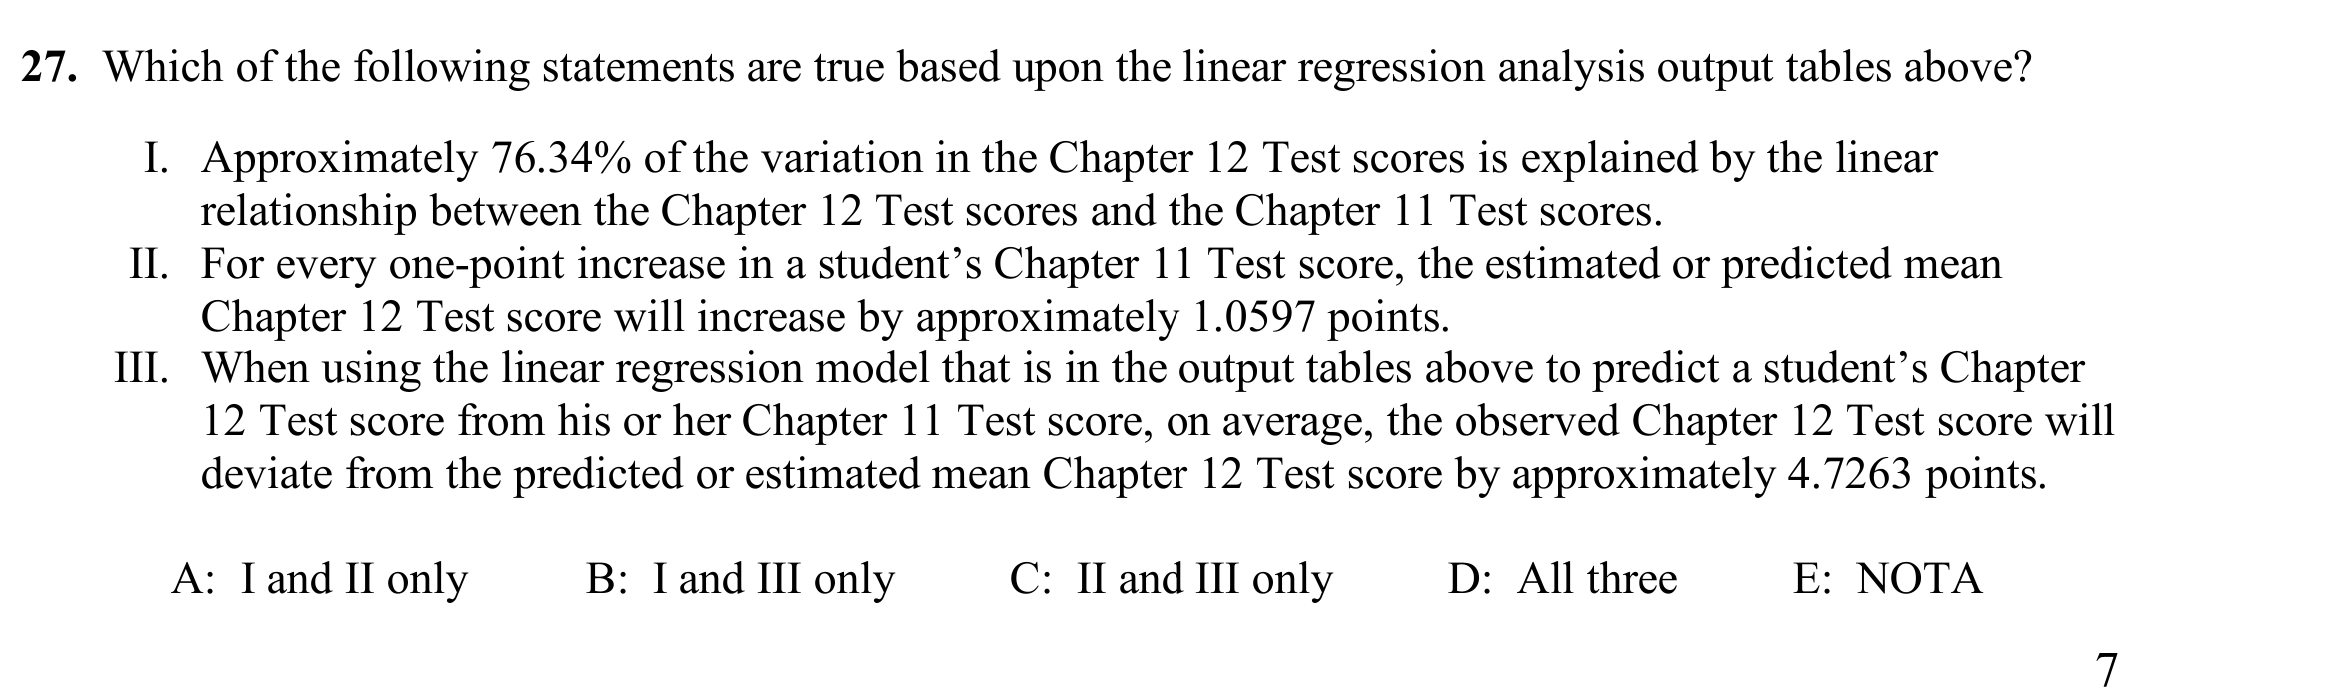 27. Which of the following statements are true based upon the linear regression analysis output tables above?
I. Approximately 76.34% of the variation in the Chapter 12 Test scores is explained by the linear
relationship between the Chapter 12 Test scores and the Chapter 11 Test scores.
II. For every one-point increase in a student’s Chapter 11 Test score, the estimated or predicted mean
Chapter 12 Test score will increase by approximately 1.0597 points.
III. When using the linear regression model that is in the output tables above to predict a student’s Chapter
12 Test score from his or her Chapter 11 Test score, on average, the observed Chapter 12 Test score will
deviate from the predicted or estimated mean Chapter 12 Test score by approximately 4.7263 points.
A: I and II only B: I and III only C: II and III only D: All three E: NOTA
7